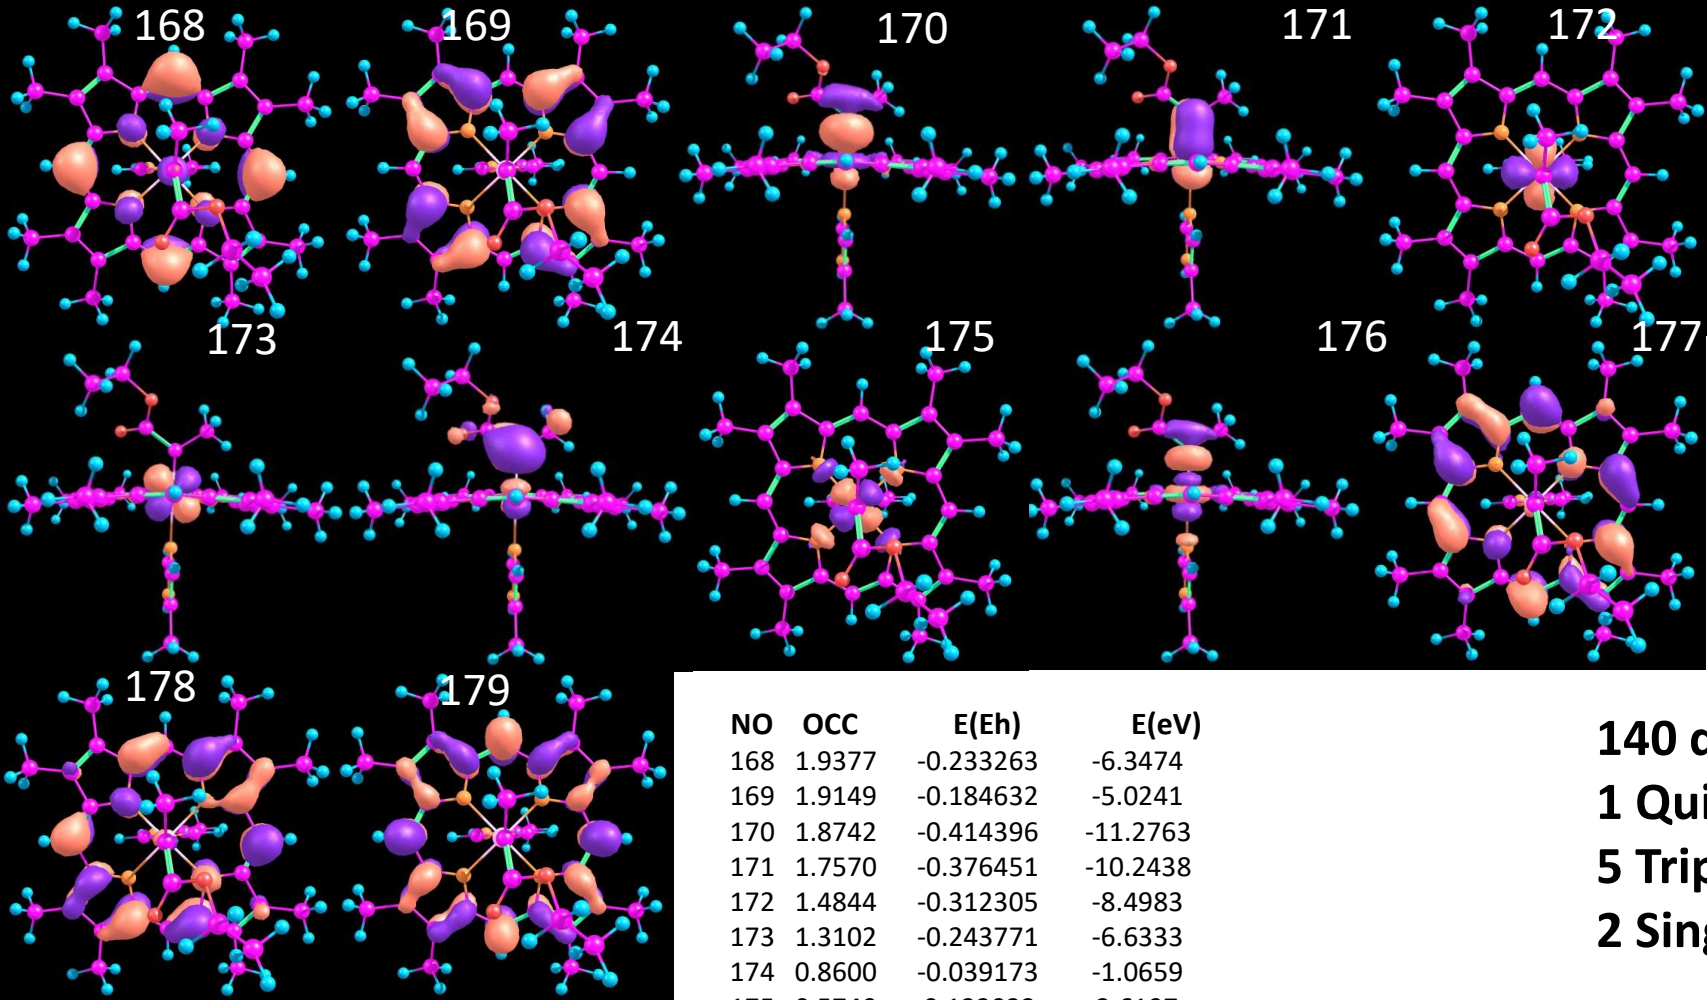 168 169 170 171 172
173 174 175 176 177
178 179
NO OCC E(Eh) E(eV)
168 1.9377 -0.233263 -6.3474
169 1.9149 -0.184632 -5.0241
170 1.8742 -0.414396 -11.2763
171 1.7570 -0.376451 -10.2438
172 1.4844 -0.312305 -8.4983
173 1.3102 -0.243771 -6.6333
174 0.8600 -0.039173 -1.0659
140
1
5
2